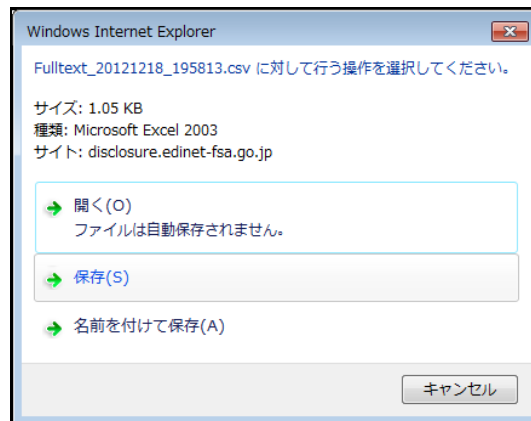 Windows Internet Explorer
Fulltext_20121218_195813.csv に対して行う操作を選択してください。
サイズ: 1.05 KB
種類: Microsoft Excel 2003
サイト: disclosure.edinet-fsa.go.jp
開く(O)
ファイルは自動保存されません。
保存(S)
名前を付けて保存(A)
キャンセル